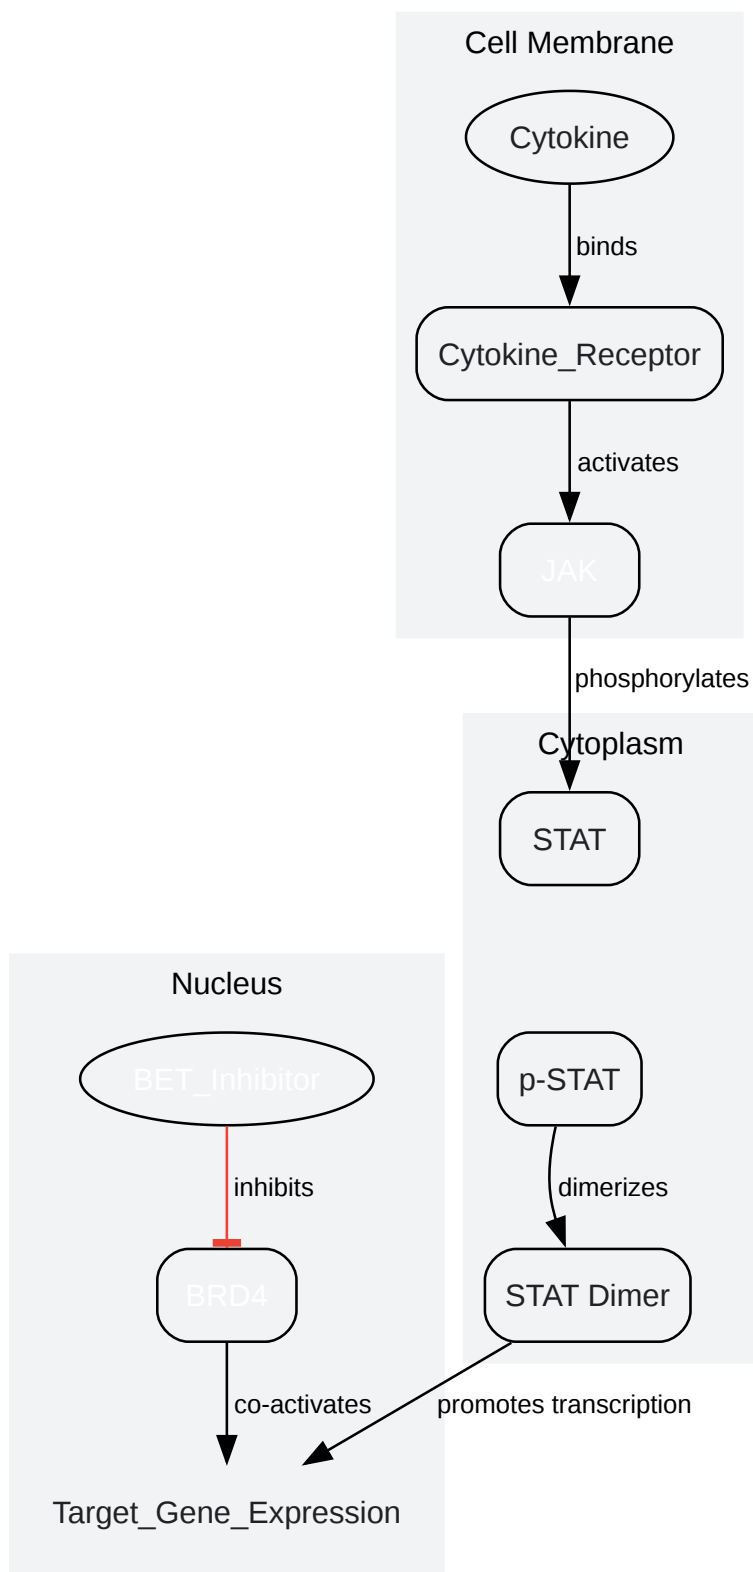 Cell Membrane
Cytokine
binds
Cytokine_Receptor
activates
JAK
phosphorylates
Cytoplasm
STAT
Nucleus
BET_Inhibitor
p-STAT
inhibits
dimerizes
BRD4
STAT Dimer
co-activates
promotes transcription
Target_Gene_Expression